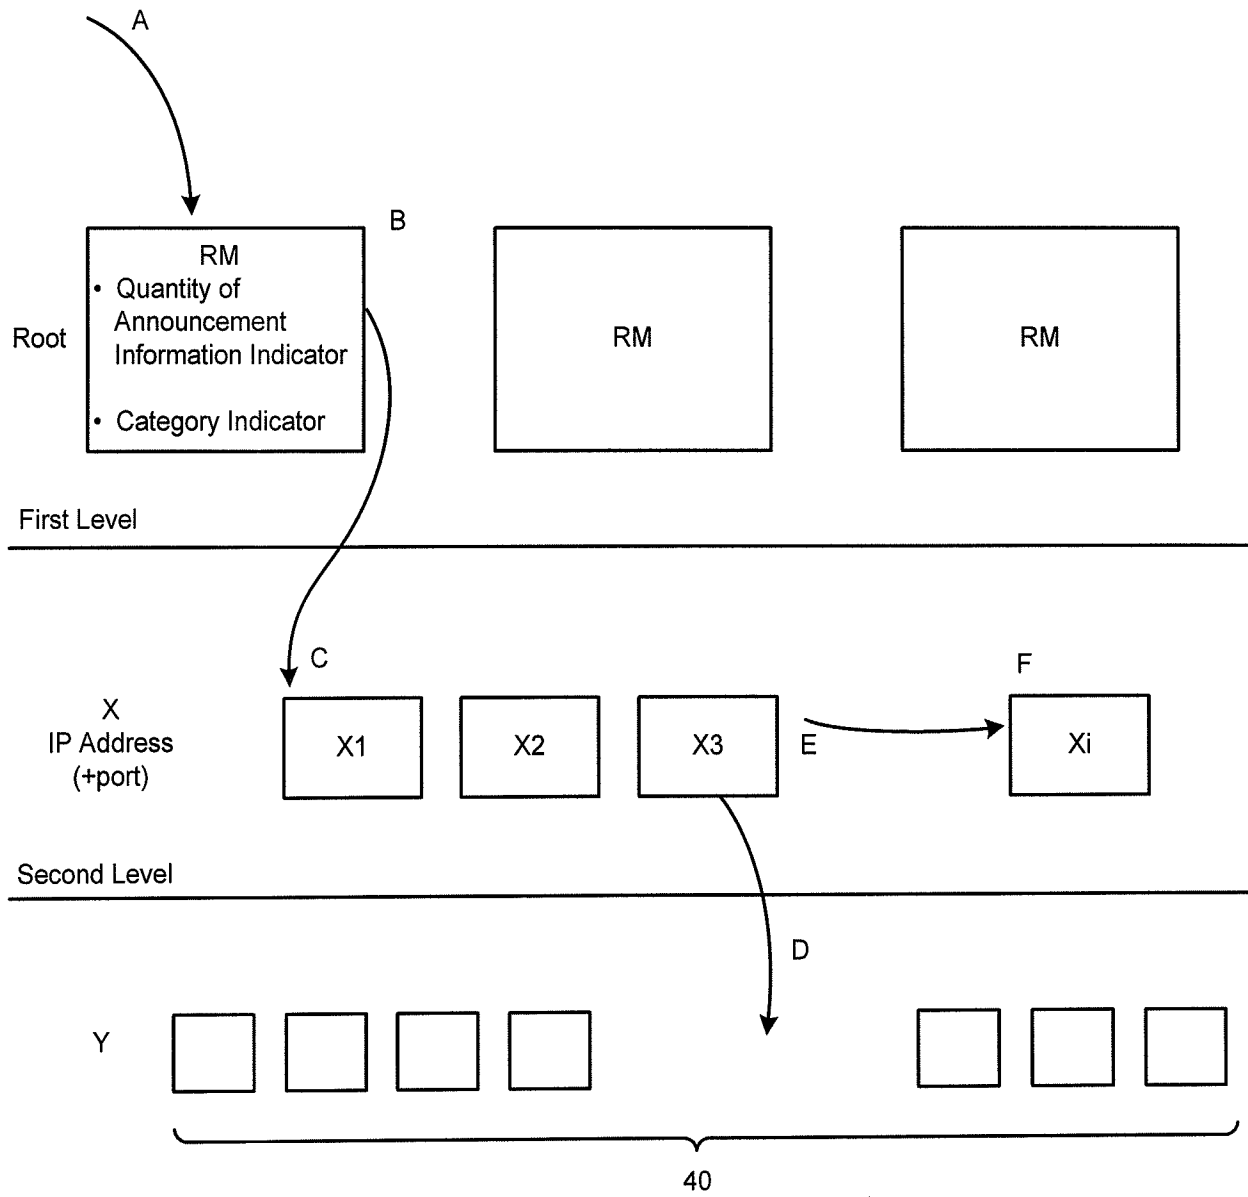 A
B
RM
• Quantity of
Announcement
Information Indicator
• Category Indicator
Root
RM
RM
First Level
C
F
X
IP Address
(+port)
X1
X2
X3
E
Xi
Second Level
D
Y
40